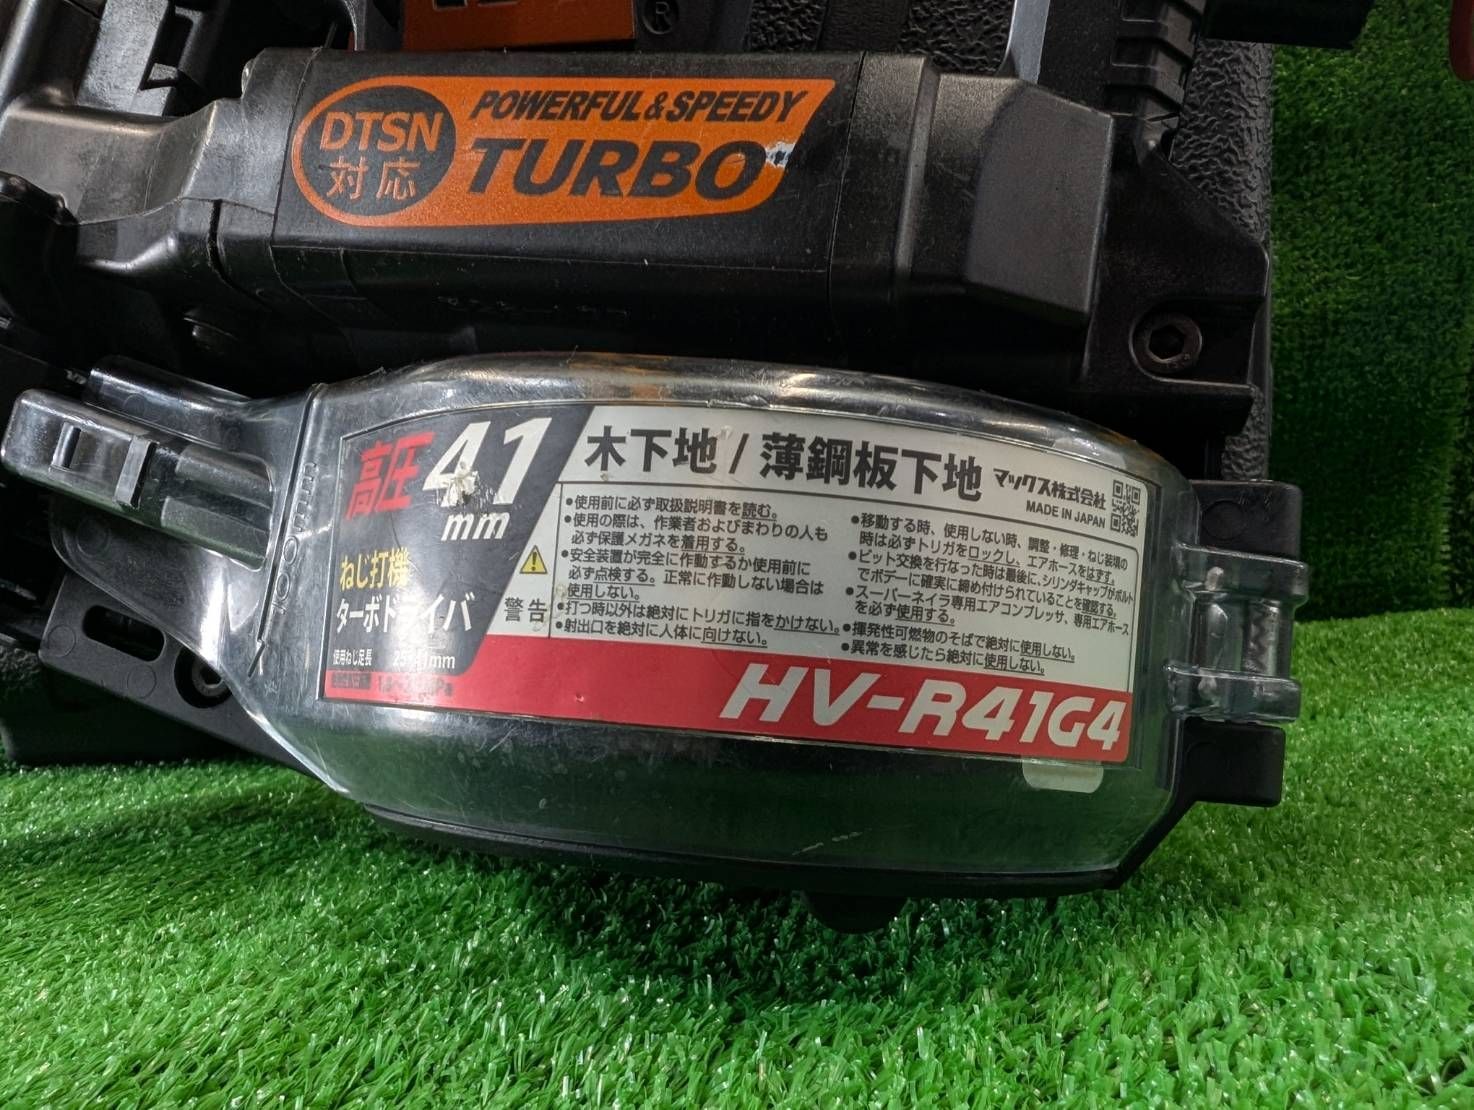 ®
DTSN
対応
POWERFUL&SPEEDY
TURBO
100mm
高圧 41
mm
ねじ打機
ターボドライバ
使用ねじ足長
木下地/薄鋼板下地
マックス株式会社
MADE IN JAPAN
警告
•使用前に必ず取扱説明書を読む。
•使用の際は、作業者およびまわりの人も
必ず保護メガネを着用する。
•安全装置が完全に作動するか使用前に
必ず点検する。正常に作動しない場合は
使用しない。
•打つ時以外は絶対にトリガに指をかけない。
•射出口を絶対に人体に向けない。
•移動する時、使用しない時、調整・修理・ねじ装填の
時は必ずトリガをロックし、エアホースをはずす。
•ビット交換を行なった時は最後に、シリンダキャップがボルト
でボデーに確実に締め付けられていることを確認する。
•スーパーネイラ専用エアコンプレッサ、専用エアホース
を必ず使用する。
•揮発性可燃物のそばで絶対に使用しない。
•異常を感じたら絶対に使用しない。
HV-R41G4